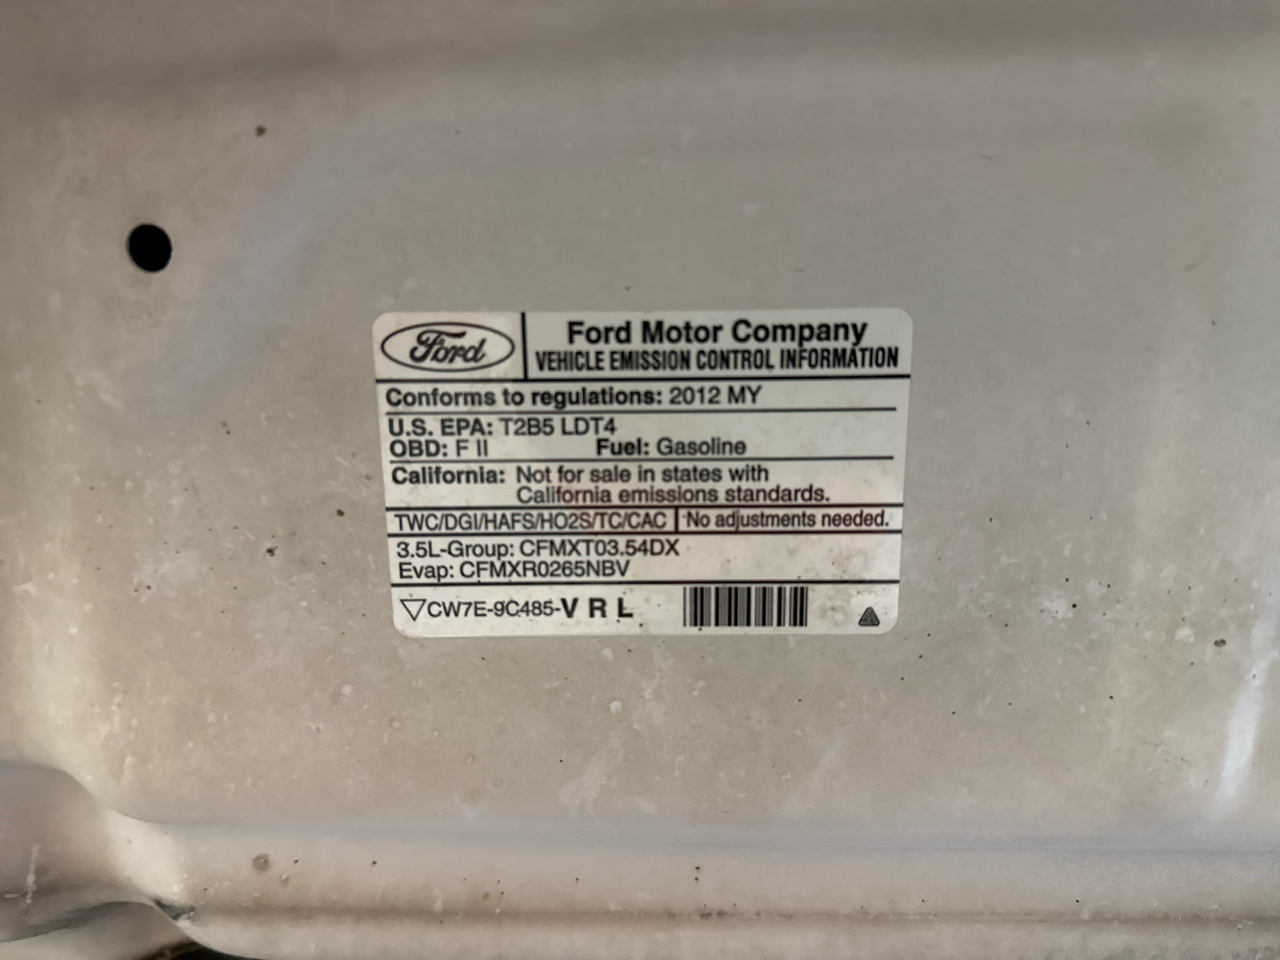 Ford
Ford Motor Company
VEHICLE EMISSION CONTROL INFORMATION
Conforms to regulations: 2012 MY
U.S. EPA: T2B5 LDT4
OBD: F II Fuel: Gasoline
California: Not for sale in states with
California emissions standards.
TWC/DGI/HAFS/HO2S/TC/CAC No adjustments needed.
3.5L-Group: CFMXT03.54DX
Evap: CFMXR0265NBV
CW7E-9C485-V R L